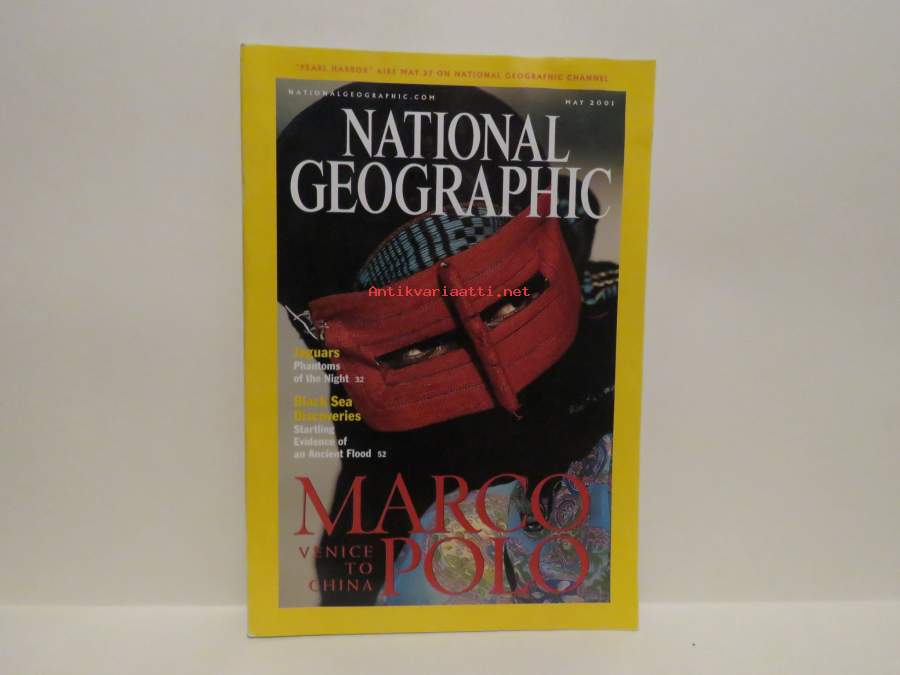 "PEARL HARBOR" AIRS MAY 27 ON NATIONAL GEOGRAPHIC CHANNEL
NATIONALGEOGRAPHIC.COM
MAY 2001
NATIONAL
GEOGRAPHIC
Antikvariaatti.net
Jaguars
Phantoms
of the Night 32
Black Sea
Discoveries
Startling
Evidence of
an Ancient Flood 52
MARCO
POLO
VENICE
TO
CHINA